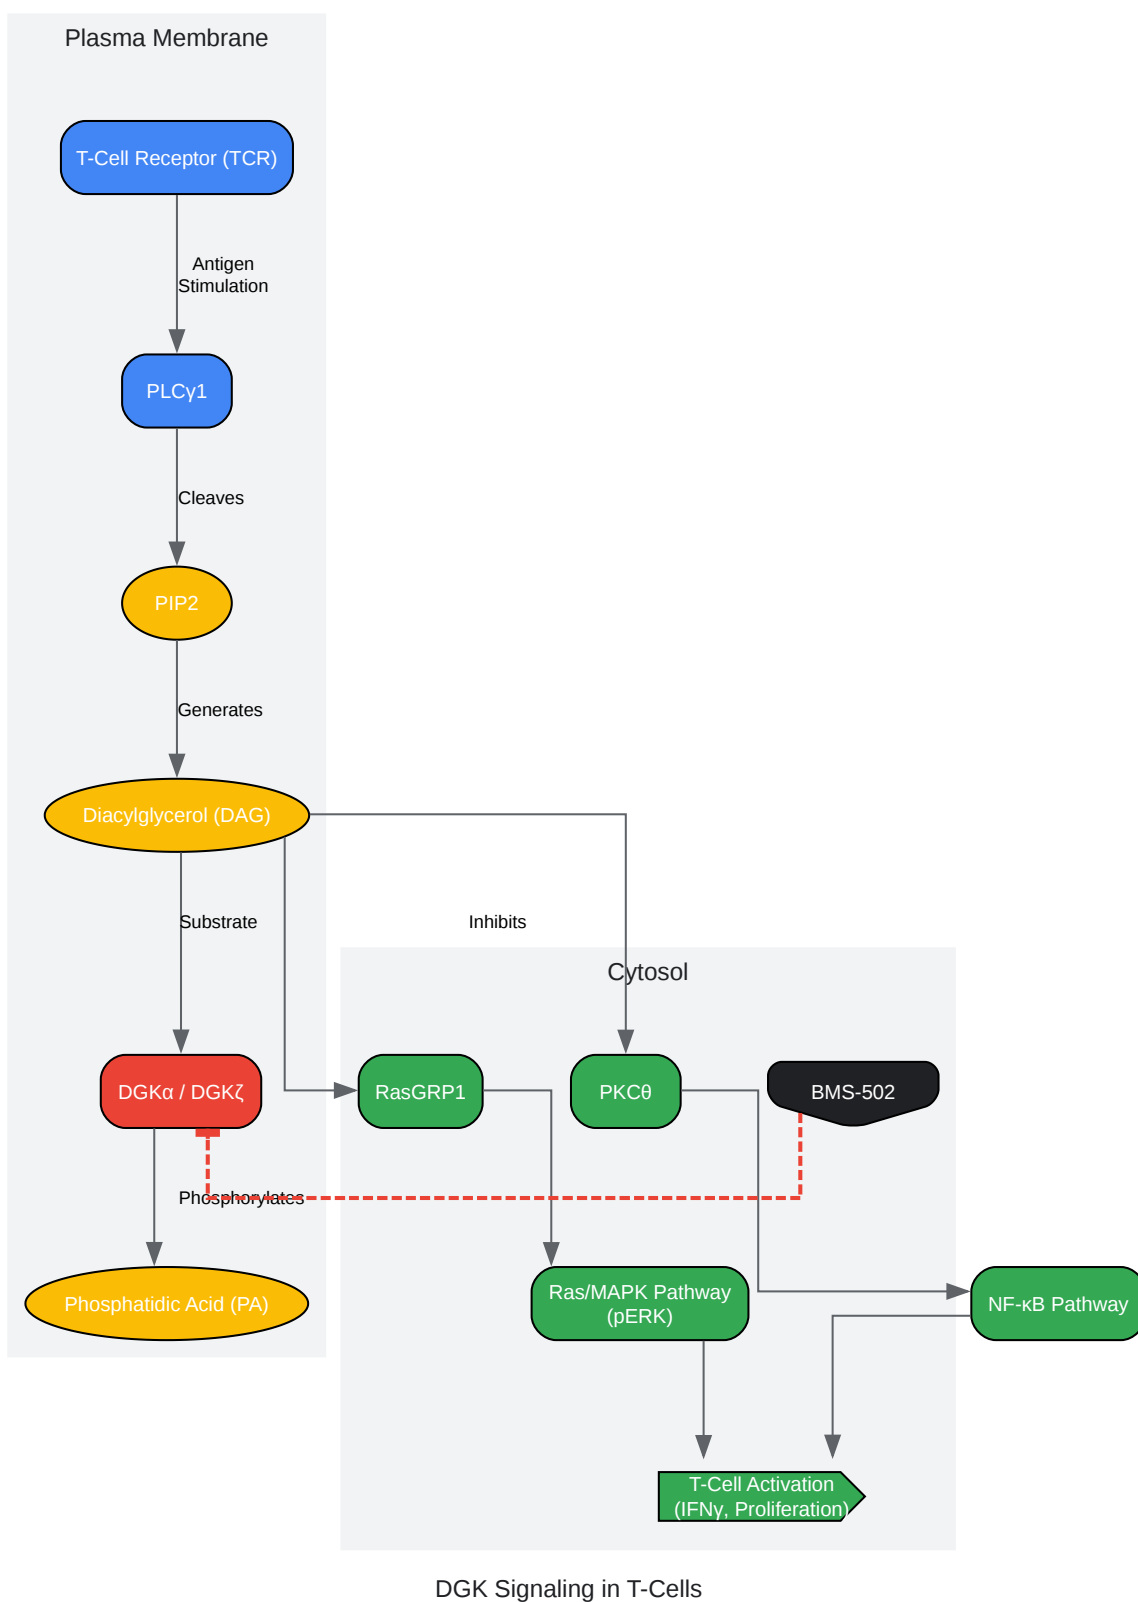 Plasma Membrane
T-Cell Receptor (TCR)
Antigen
Stimulation
PLCγ1
Cleaves
PIP2
Generates
Diacylglycerol (DAG)
Substrate
Inhibits
Cytosol
DGKα / DGKζ
RasGRP1
PKCθ
BMS-502
Phosphorylates
Phosphatidic Acid (PA)
Ras/MAPK Pathway
(pERK)
NF-κB Pathway
T-Cell Activation
(IFNγ, Proliferation)
DGK Signaling in T-Cells